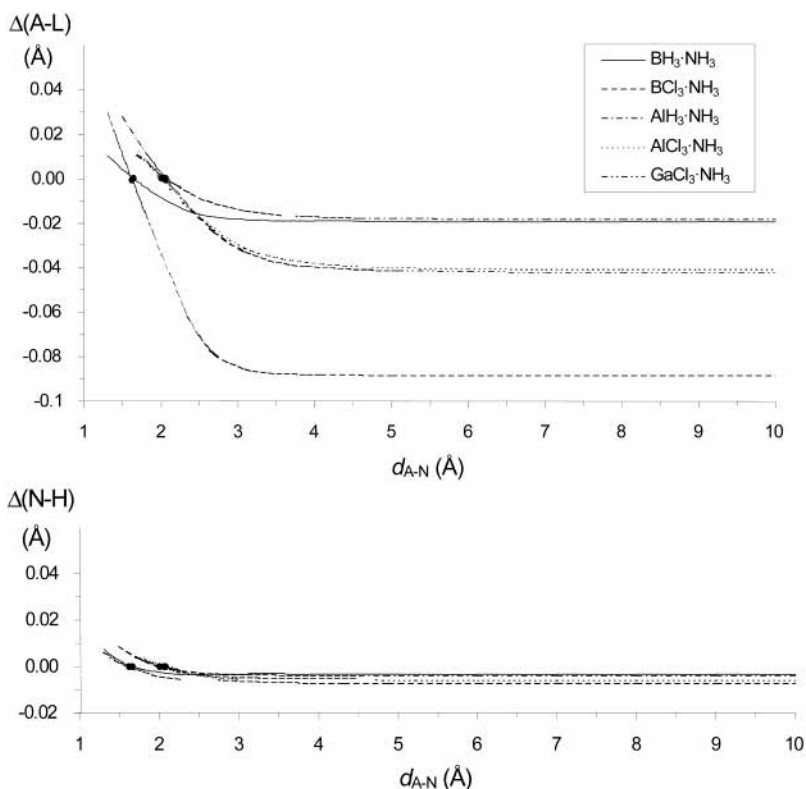 Δ(A-L)
(Å)
BH₃·NH₃
BCl₃·NH₃
AlH₃·NH₃
AlCl₃·NH₃
GaCl₃·NH₃
0.04
0.02
0.00
-0.02
-0.04
-0.06
-0.08
-0.1
1 2 3 4 5 6 7 8 9 10
dA-N (Å)
Δ(N-H)
(Å)
0.04
0.02
0.00
-0.02
1 2 3 4 5 6 7 8 9 10
dA-N (Å)